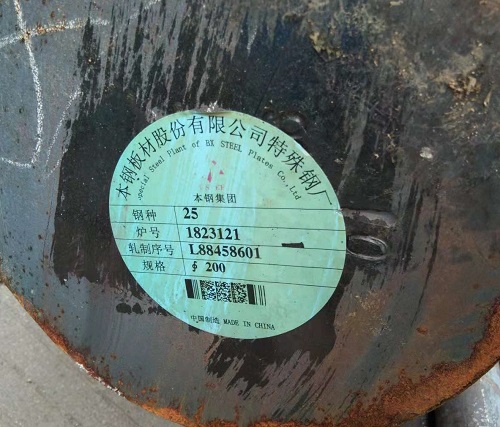 本钢板材股份有限公司特殊钢厂
Special Steel Plant of BX STEEL Plates Co., Ltd
本钢集团
钢种 25
炉号 1823121
轧制序号 L88458601
规格 ∮200
中国制造 MADE IN CHINA